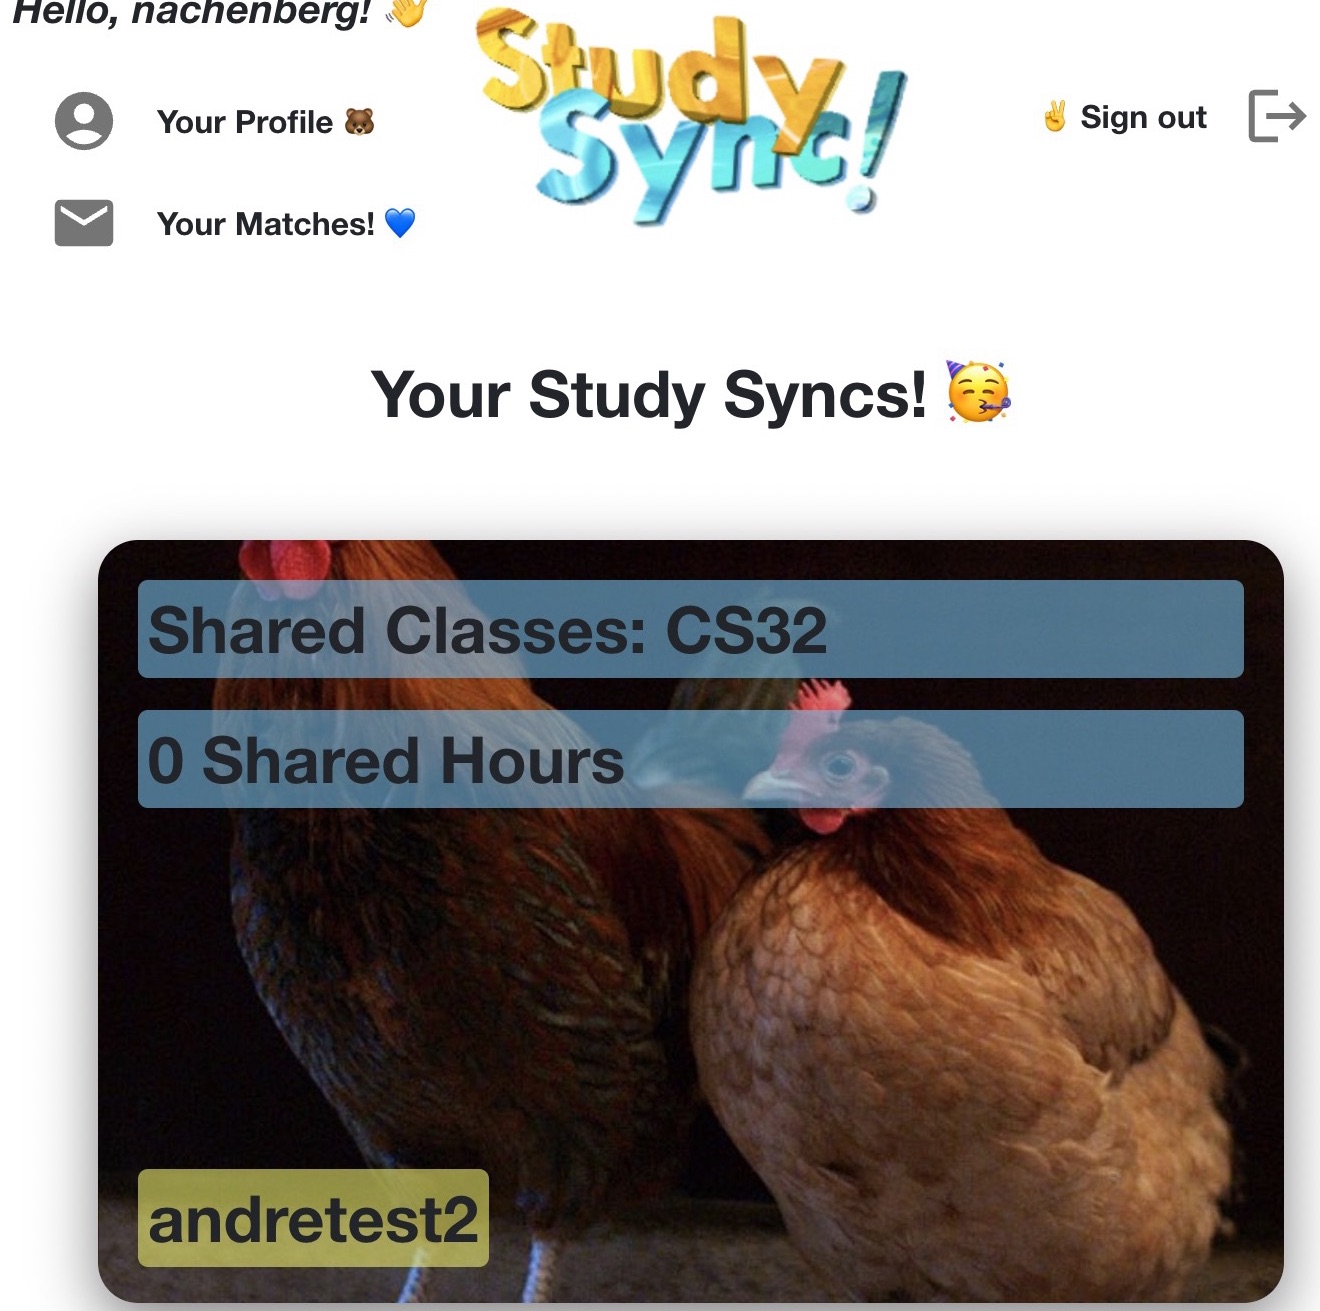 Hello, nachenberg! 👋
Study
Sync!
Your Profile 🐻
✌️ Sign out
Your Matches! 💙
Your Study Syncs! 🥳
Shared Classes: CS32
0 Shared Hours
andretest2